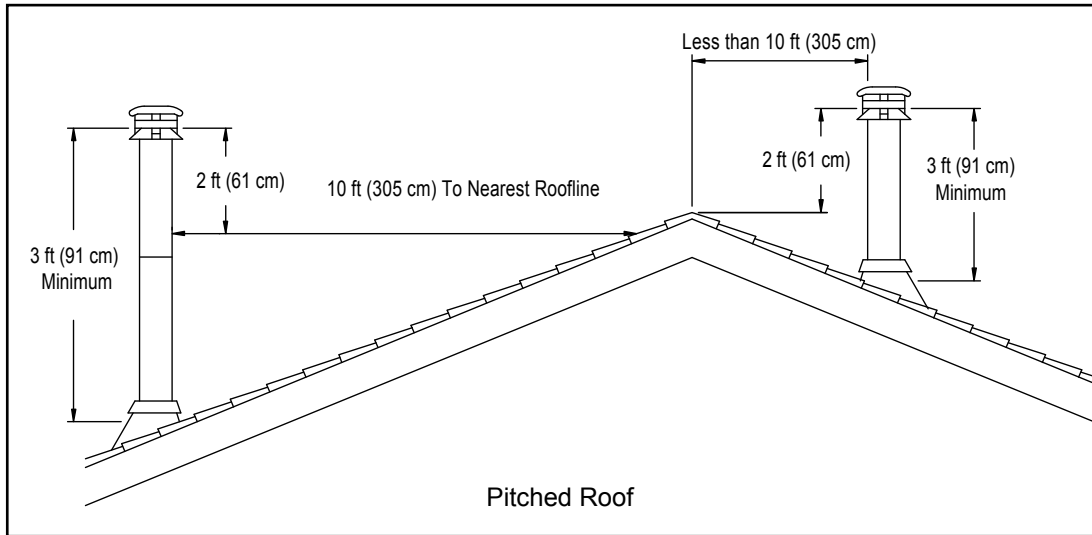 Less than 10 ft (305 cm)
2 ft (61 cm)
10 ft (305 cm) To Nearest Roofline
2 ft (61 cm)
3 ft (91 cm)
Minimum
3 ft (91 cm)
Minimum
Pitched Roof